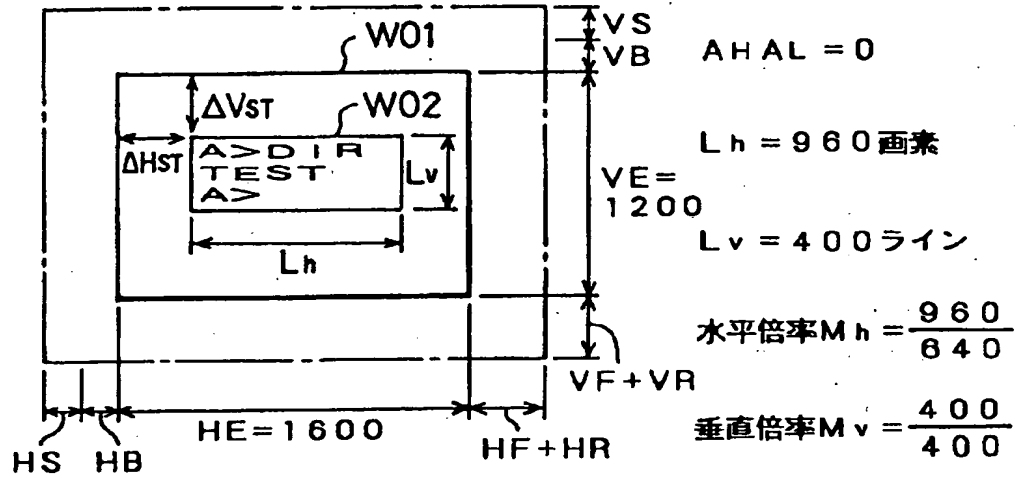 VS
W01
VB
AHAL=0
ΔVST
W02
ΔHST
A>DIR
TEST
A>
Lv
Lh=960画素
VE=
1200
Lh
Lv=400ライン
水平倍率Mh=960/640
VF+VR
HE=1600
HS
HB
HF+HR
垂直倍率Mv=400/400